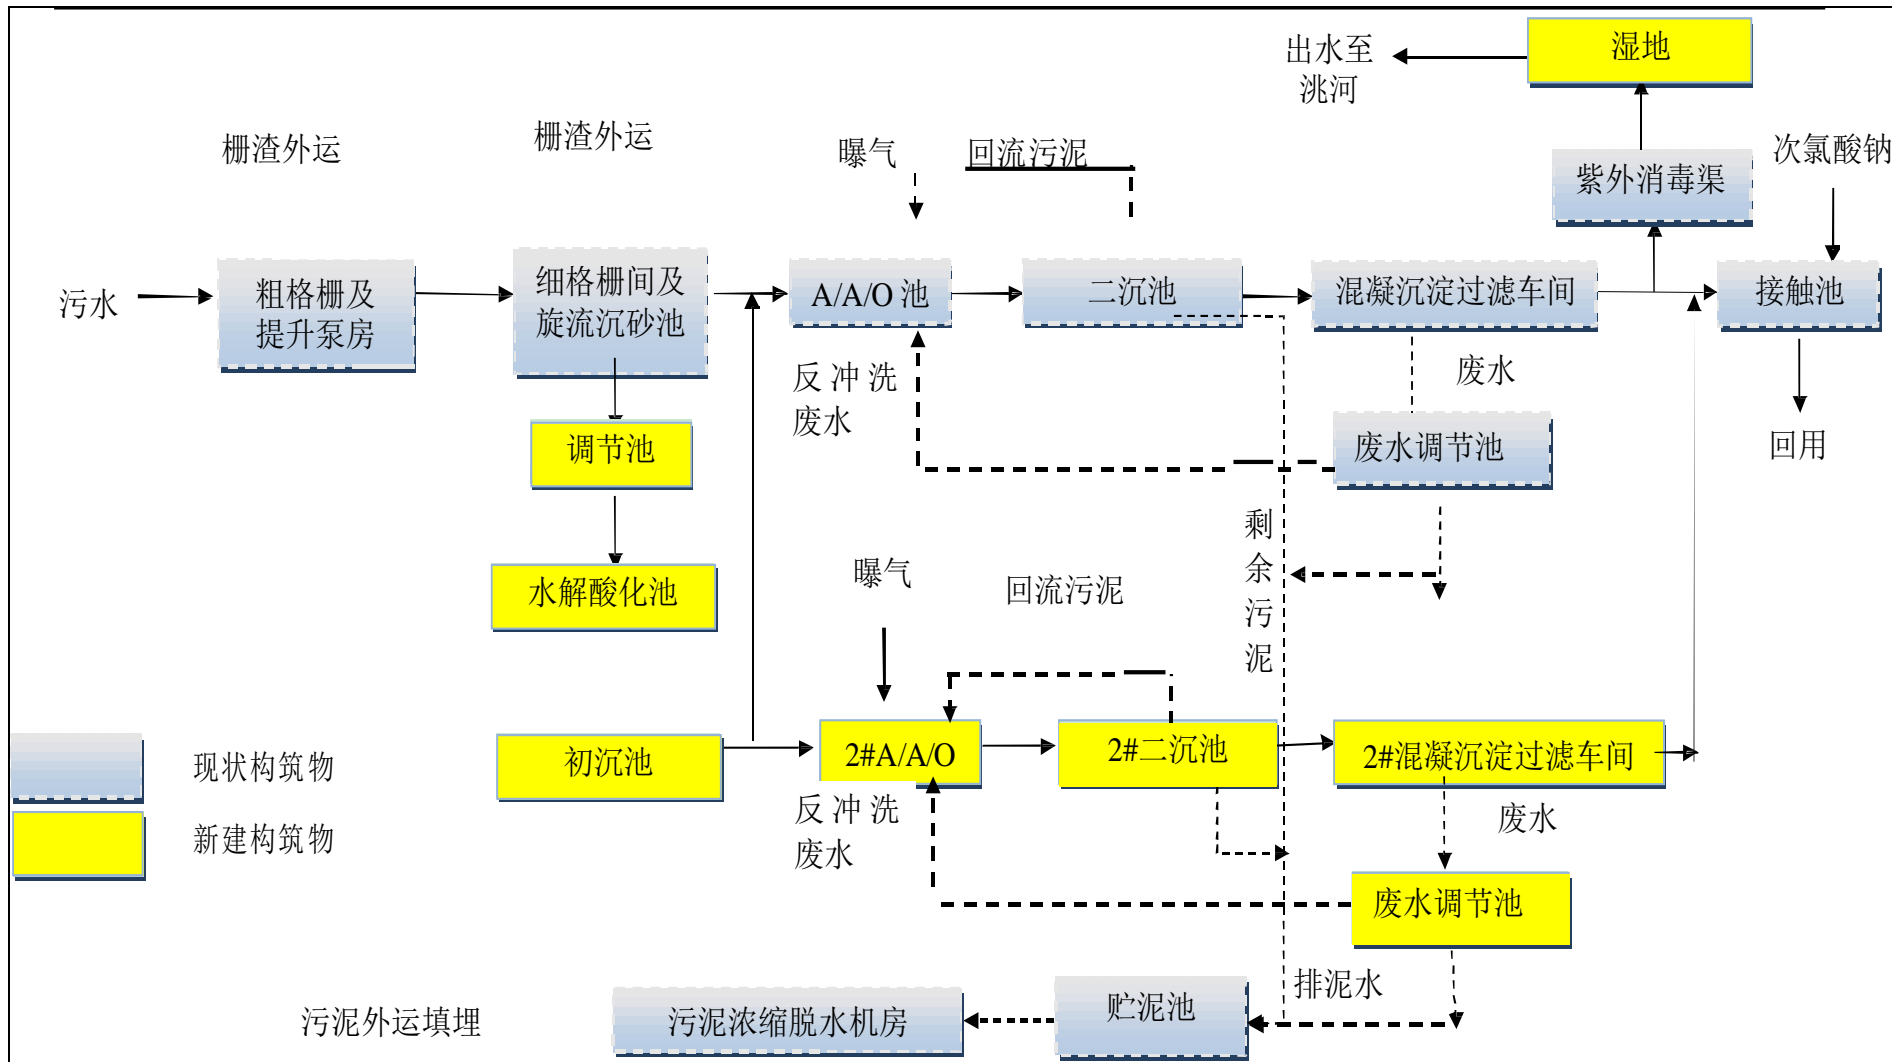 湿地
出水至
洮河
栅渣外运
栅渣外运
曝气
回流污泥
紫外消毒渠
次氯酸钠
污水
粗格栅及
提升泵房
细格栅间及
旋流沉砂池
A/A/O 池
二沉池
混凝沉淀过滤车间
接触池
反冲洗
废水
废水
调节池
废水调节池
回用
剩
余
污
泥
水解酸化池
曝气
回流污泥
现状构筑物
初沉池
2#A/A/O
2#二沉池
2#混凝沉淀过滤车间
新建构筑物
反冲洗
废水
废水
废水调节池
污泥外运填埋
污泥浓缩脱水机房
贮泥池
排泥水